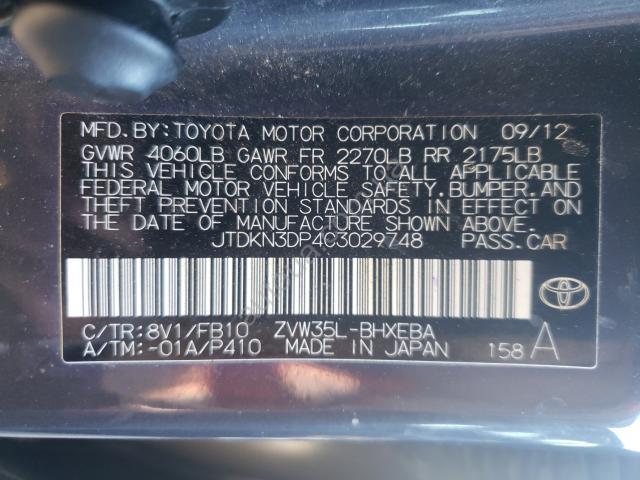 MFD.BY:TOYOTA MOTOR CORPORATION 09/12
GVWR 4060LB GAWR FR 2270LB RR 2175LB
THIS VEHICLE CONFORMS TO ALL APPLICABLE
FEDERAL MOTOR VEHICLE SAFETY.BUMPER.AND
THEFT PREVENTION STANDARDS IN EFFECT ON
THE DATE OF MANUFACTURE SHOWN ABOVE.
JTDKN3DP4C3029748 PASS.CAR
C/TR:8V1/FB10 ZVW35L-BHXEBA
A/TM:-01A/P410 MADE IN JAPAN 158 A